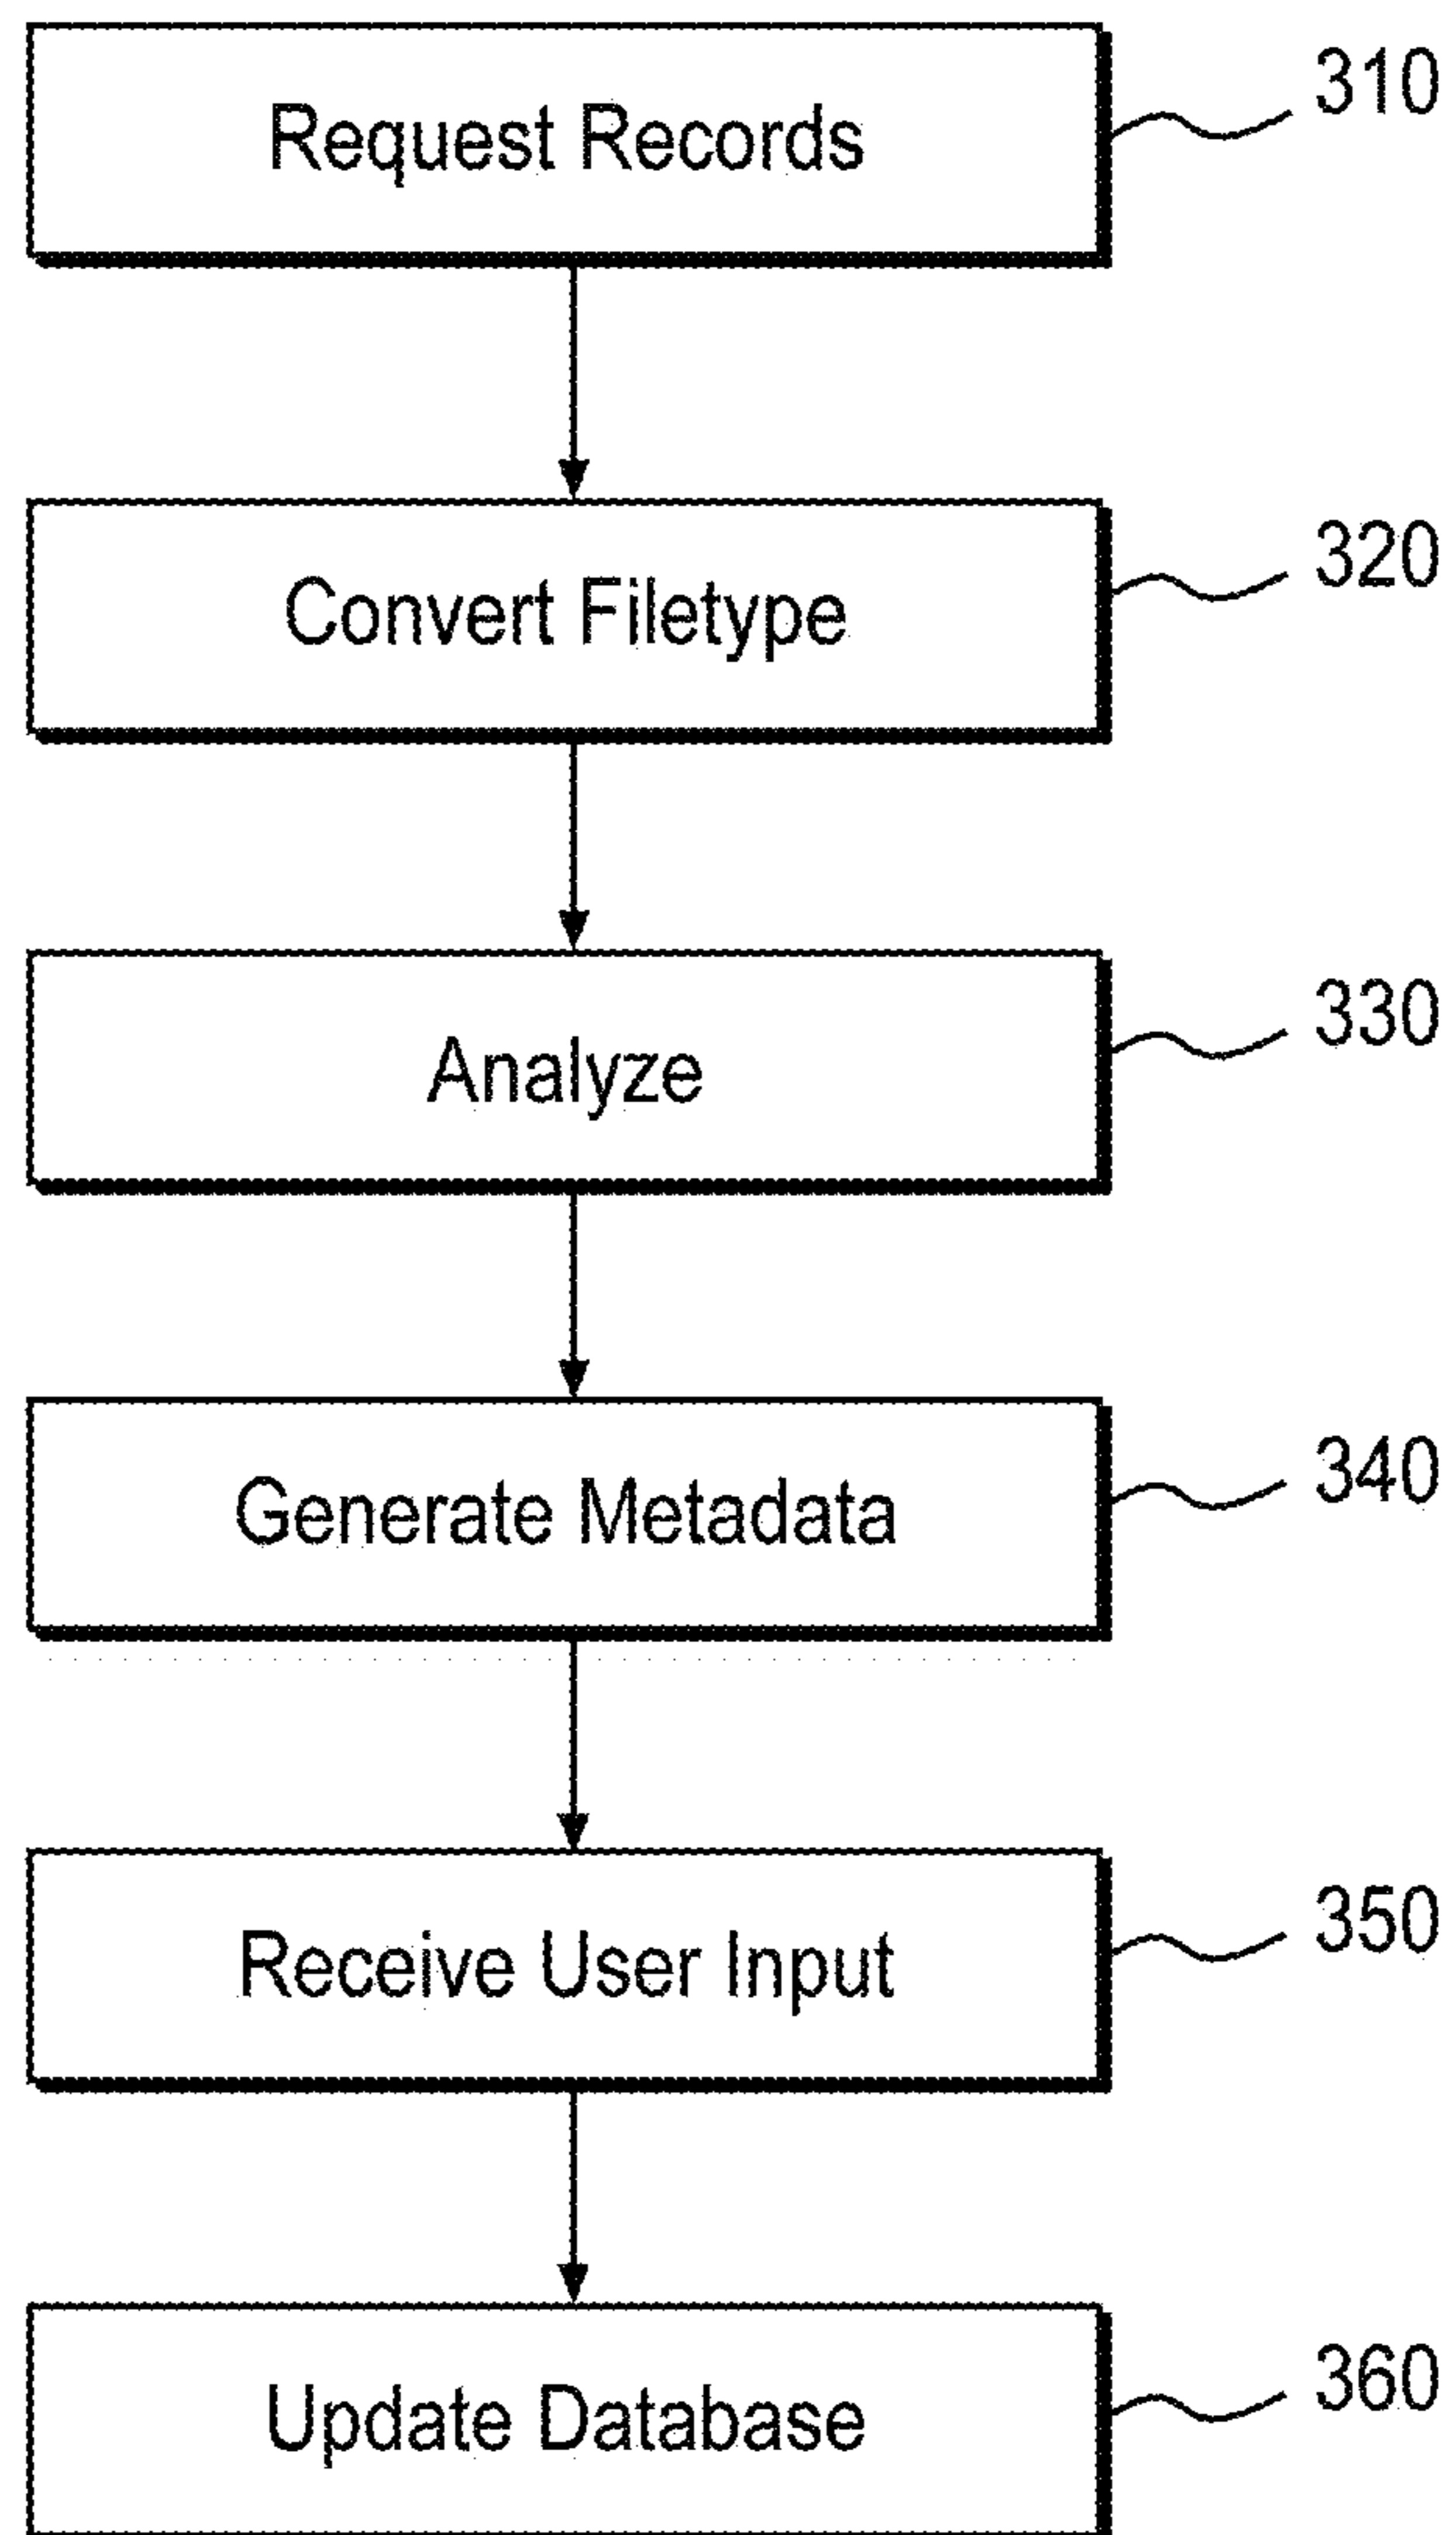 Request Records
310
Convert Filetype
320
Analyze
330
Generate Metadata
340
Receive User Input
350
Update Database
360